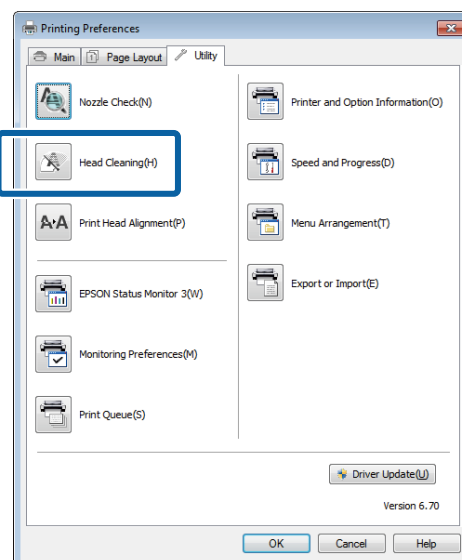 Printing Preferences
Main
Page Layout
Utility
Nozzle Check(N)
Printer and Option Information(O)
Head Cleaning(H)
Speed and Progress(D)
Print Head Alignment(P)
Menu Arrangement(T)
EPSON Status Monitor 3(W)
Export or Import(E)
Monitoring Preferences(M)
Print Queue(S)
Driver Update(U)
Version 6.70
OK
Cancel
Help